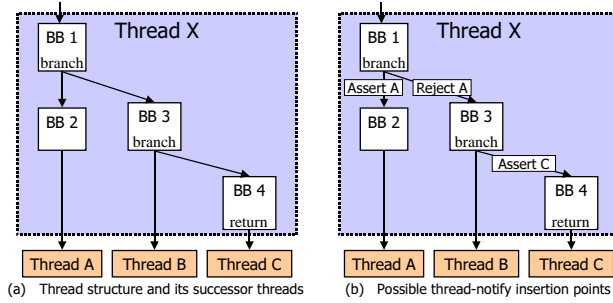 Thread X
BB 1
branch
BB 2
BB 3
branch
BB 4
return
Thread A
Thread B
Thread C
(a) Thread structure and its successor threads
Thread X
BB 1
branch
Assert A
Reject A
BB 2
BB 3
branch
Assert C
BB 4
return
Thread A
Thread B
Thread C
(b) Possible thread-notify insertion points